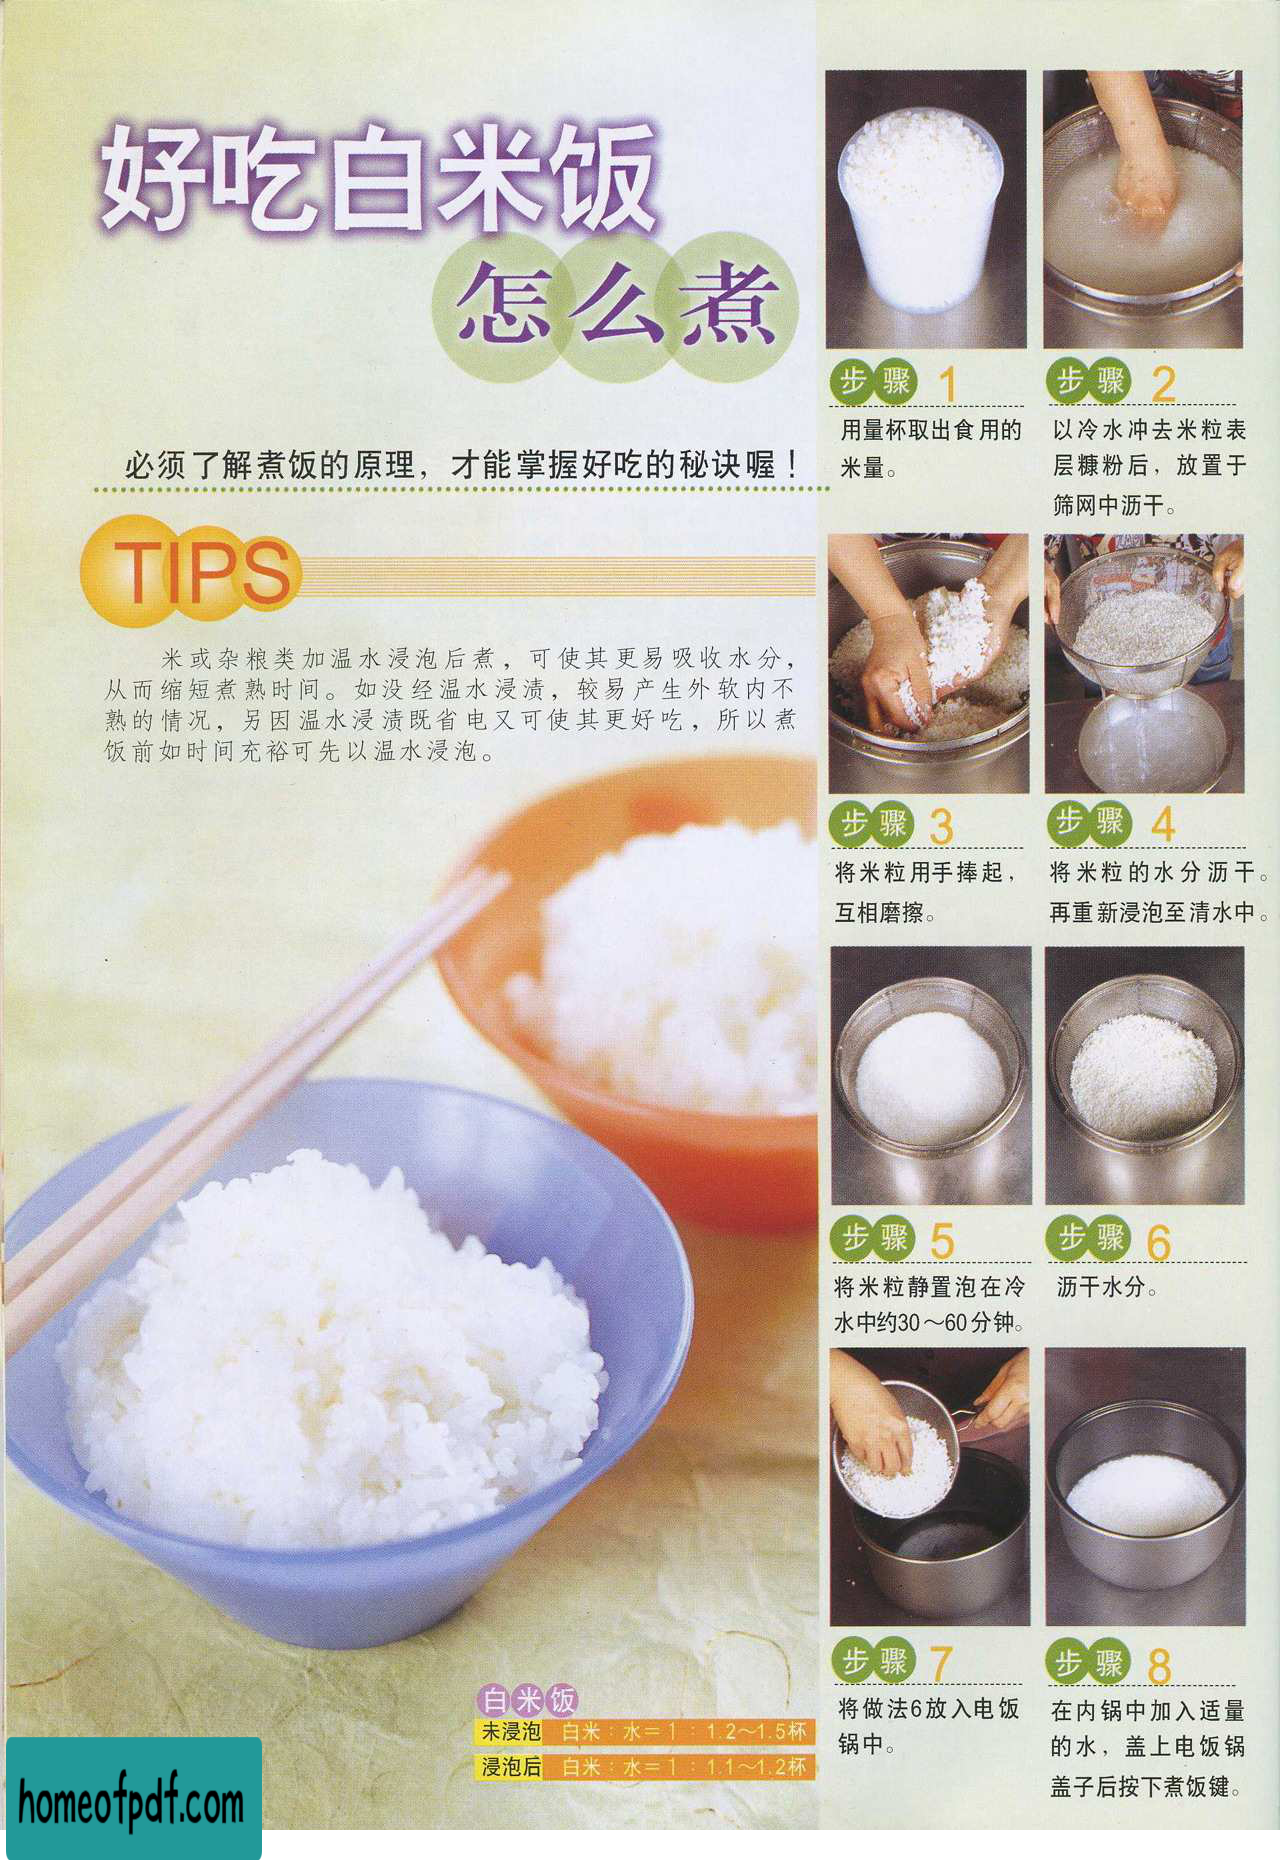 好吃白米饭
怎么煮
必须了解煮饭的原理，才能掌握好吃的秘诀喔！
TIPS
米或杂粮类加温水浸泡后煮，可使其更易吸收水分，
从而缩短煮熟时间。如没经温水浸渍，较易产生外软内不
熟的情况，另因温水浸渍既省电又可使其更好吃，所以煮
饭前如时间充裕可先以温水浸泡。
白米饭
未浸泡 白米：水＝1：1.2～1.5杯
浸泡后 白米：水＝1：1.1～1.2杯
步骤 1
用量杯取出食用的
米量。
步骤 2
以冷水冲去米粒表
层糠粉后，放置于
筛网中沥干。
步骤 3
将米粒用手捧起，
互相磨擦。
步骤 4
将米粒的水分沥干。
再重新浸泡至清水中。
步骤 5
将米粒静置泡在冷
水中约30～60分钟。
步骤 6
沥干水分。
步骤 7
将做法6放入电饭
锅中。
步骤 8
在内锅中加入适量
的水，盖上电饭锅
盖子后按下煮饭键。
homeofpdf.com